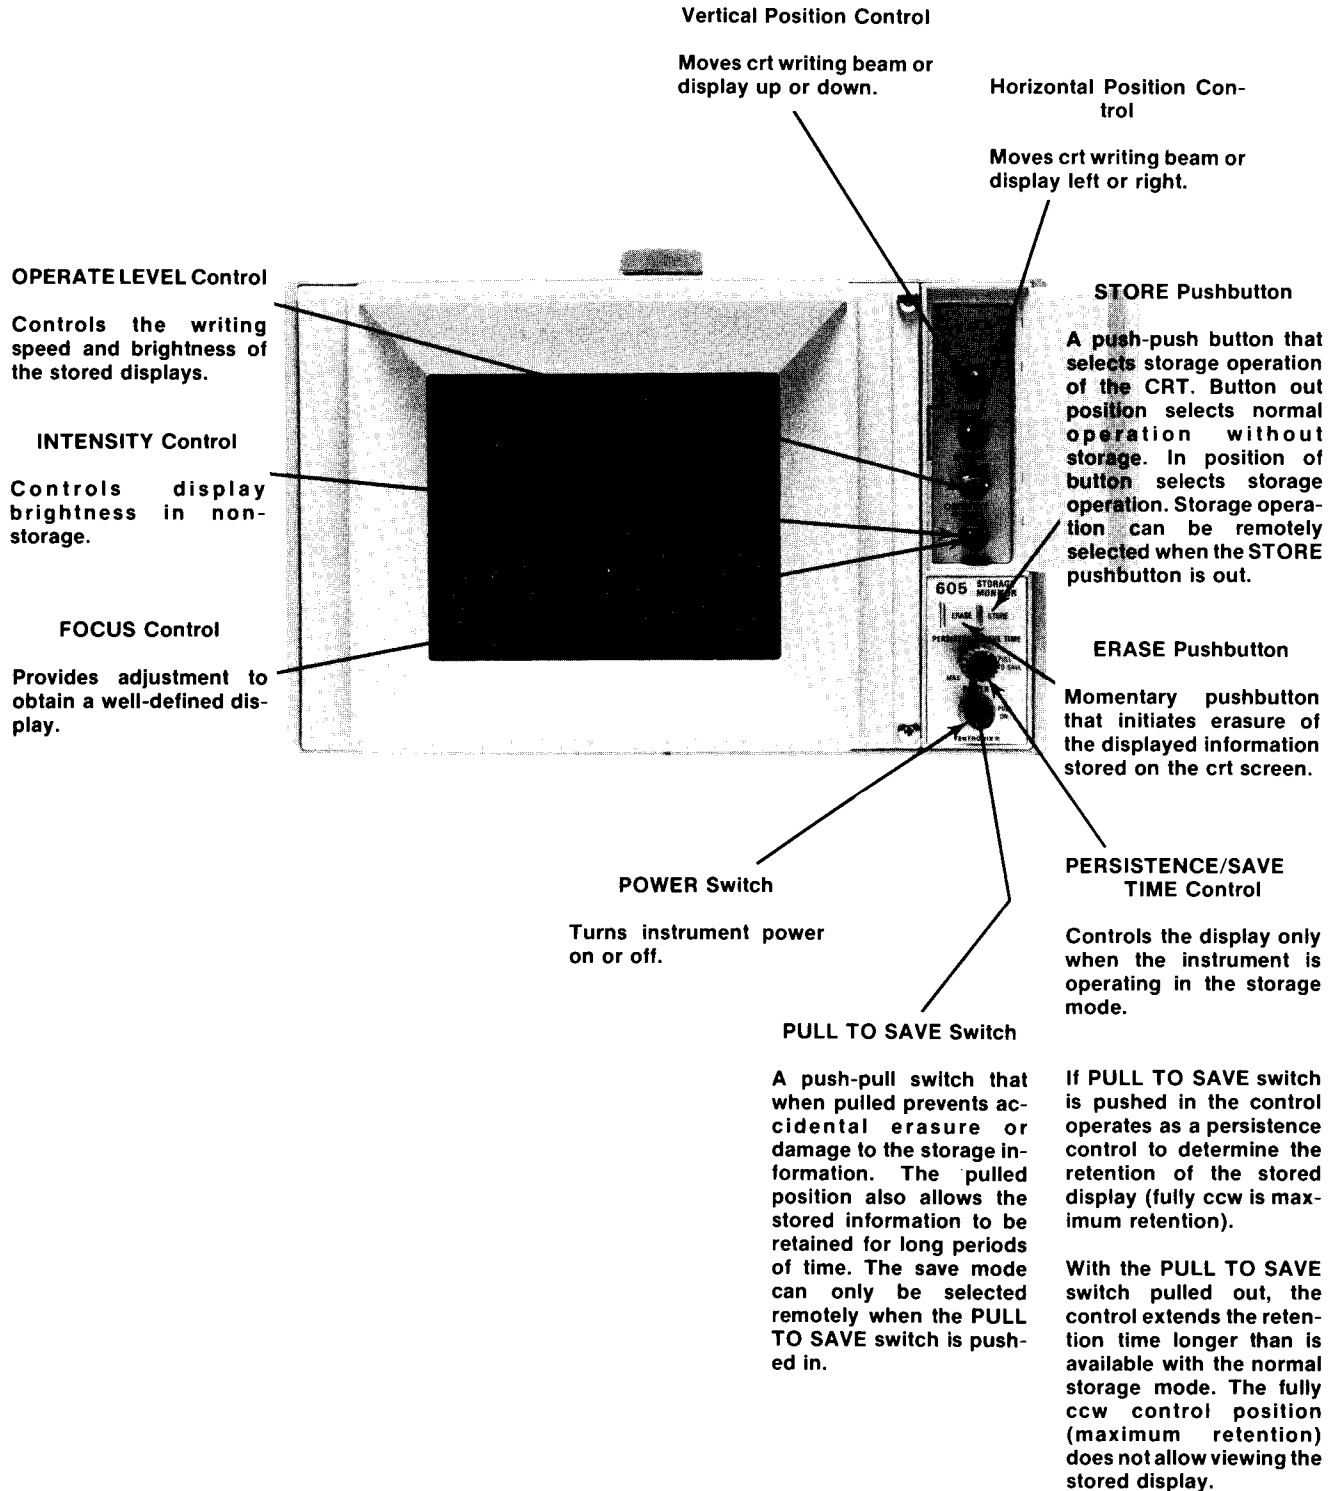 Vertical Position Control
Moves crt writing beam or
display up or down.
Horizontal Position Con-
trol
Moves crt writing beam or
display left or right.
OPERATE LEVEL Control
Controls the writing
speed and brightness of
the stored displays.
INTENSITY Control
Controls display
brightness in non-
storage.
FOCUS Control
Provides adjustment to
obtain a well-defined dis-
play.
STORE Pushbutton
A push-push button that
selects storage operation
of the CRT. Button out
position selects normal
operation without
storage. In position of
button selects storage
operation. Storage opera-
tion can be remotely
selected when the STORE
pushbutton is out.
605 STORAGE
MONITOR
ERASE STORE
TEKTRONIX
ERASE Pushbutton
Momentary pushbutton
that initiates erasure of
the displayed information
stored on the crt screen.
POWER Switch
Turns instrument power
on or off.
PULL TO SAVE Switch
A push-pull switch that
when pulled prevents ac-
cidental erasure or
damage to the storage in-
formation. The pulled
position also allows the
stored information to be
retained for long periods
of time. The save mode
can only be selected
remotely when the PULL
TO SAVE switch is push-
ed in.
PERSISTENCE/SAVE
TIME Control
Controls the display only
when the instrument is
operating in the storage
mode.
If PULL TO SAVE switch
is pushed in the control
operates as a persistence
control to determine the
retention of the stored
display (fully ccw is max-
imum retention).
With the PULL TO SAVE
switch pulled out, the
control extends the reten-
tion time longer than is
available with the normal
storage mode. The fully
ccw control position
(maximum retention)
does not allow viewing the
stored display.